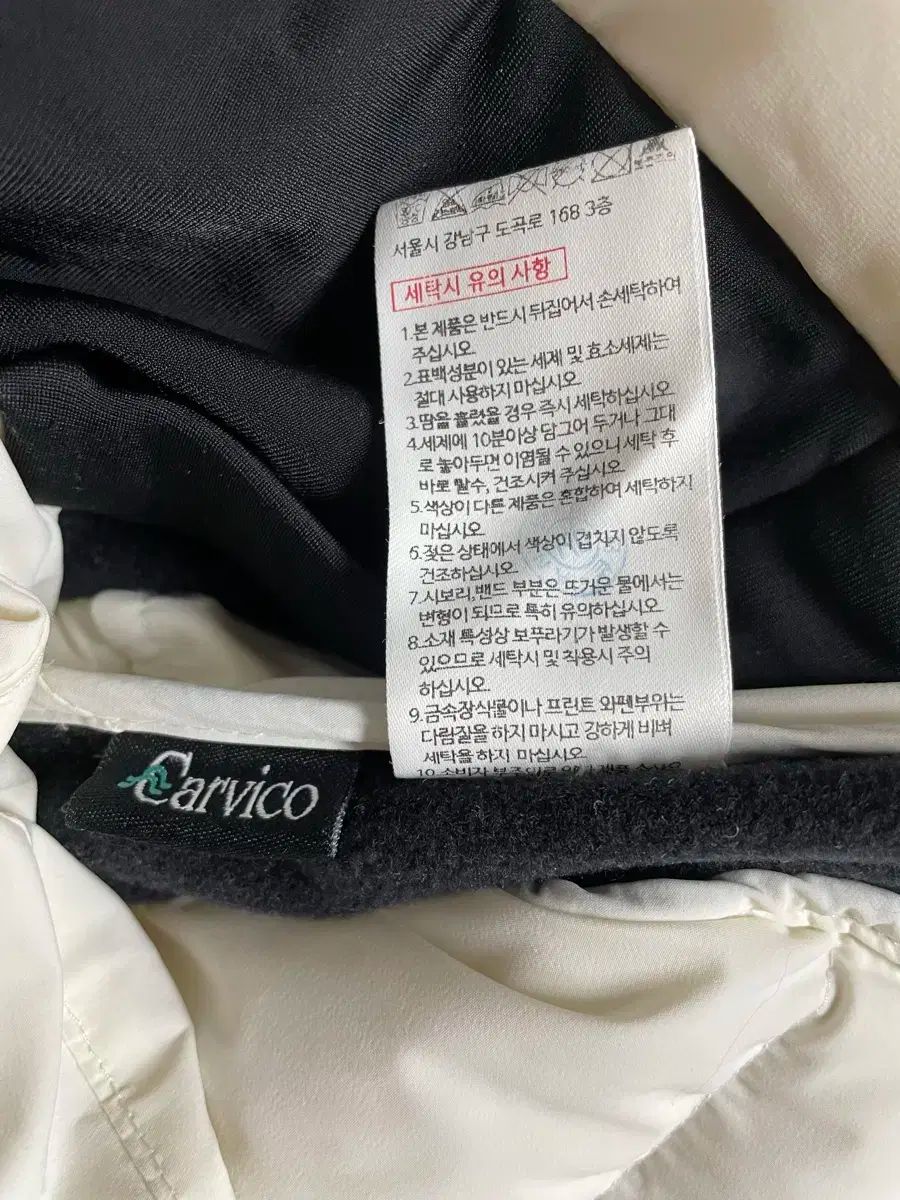 서울시 강남구 도곡로 168 3층
세탁시 유의 사항
1.본 제품은 반드시 뒤집어서 손세탁하여
주십시오.
2.표백성분이 있는 세제 및 효소세제는
절대 사용하지 마십시오.
3.땀을 흘렸을 경우 즉시 세탁하십시오
4.세제에 10분이상 담그어 두거나 그대
로 놓아두면 이염될 수 있으니 세탁 후
바로 탈수, 건조시켜 주십시오.
5.색상이 다른 제품은 혼합하여 세탁하지
마십시오
6.젖은 상태에서 색상이 겹치지 않도록
건조하십시오.
7.시보리,밴드 부분은 뜨거운 물에서는
변형이 되므로 특히 유의하십시오
8.소재 특성상 보푸라기가 발생할 수
있으므로 세탁시 및 착용시 주의
하십시오.
9.금속장식물이나 프린트 와펜부위는
다림질을 하지 마시고 강하게 비벼
세탁을 하지 마십시오.
Carvico